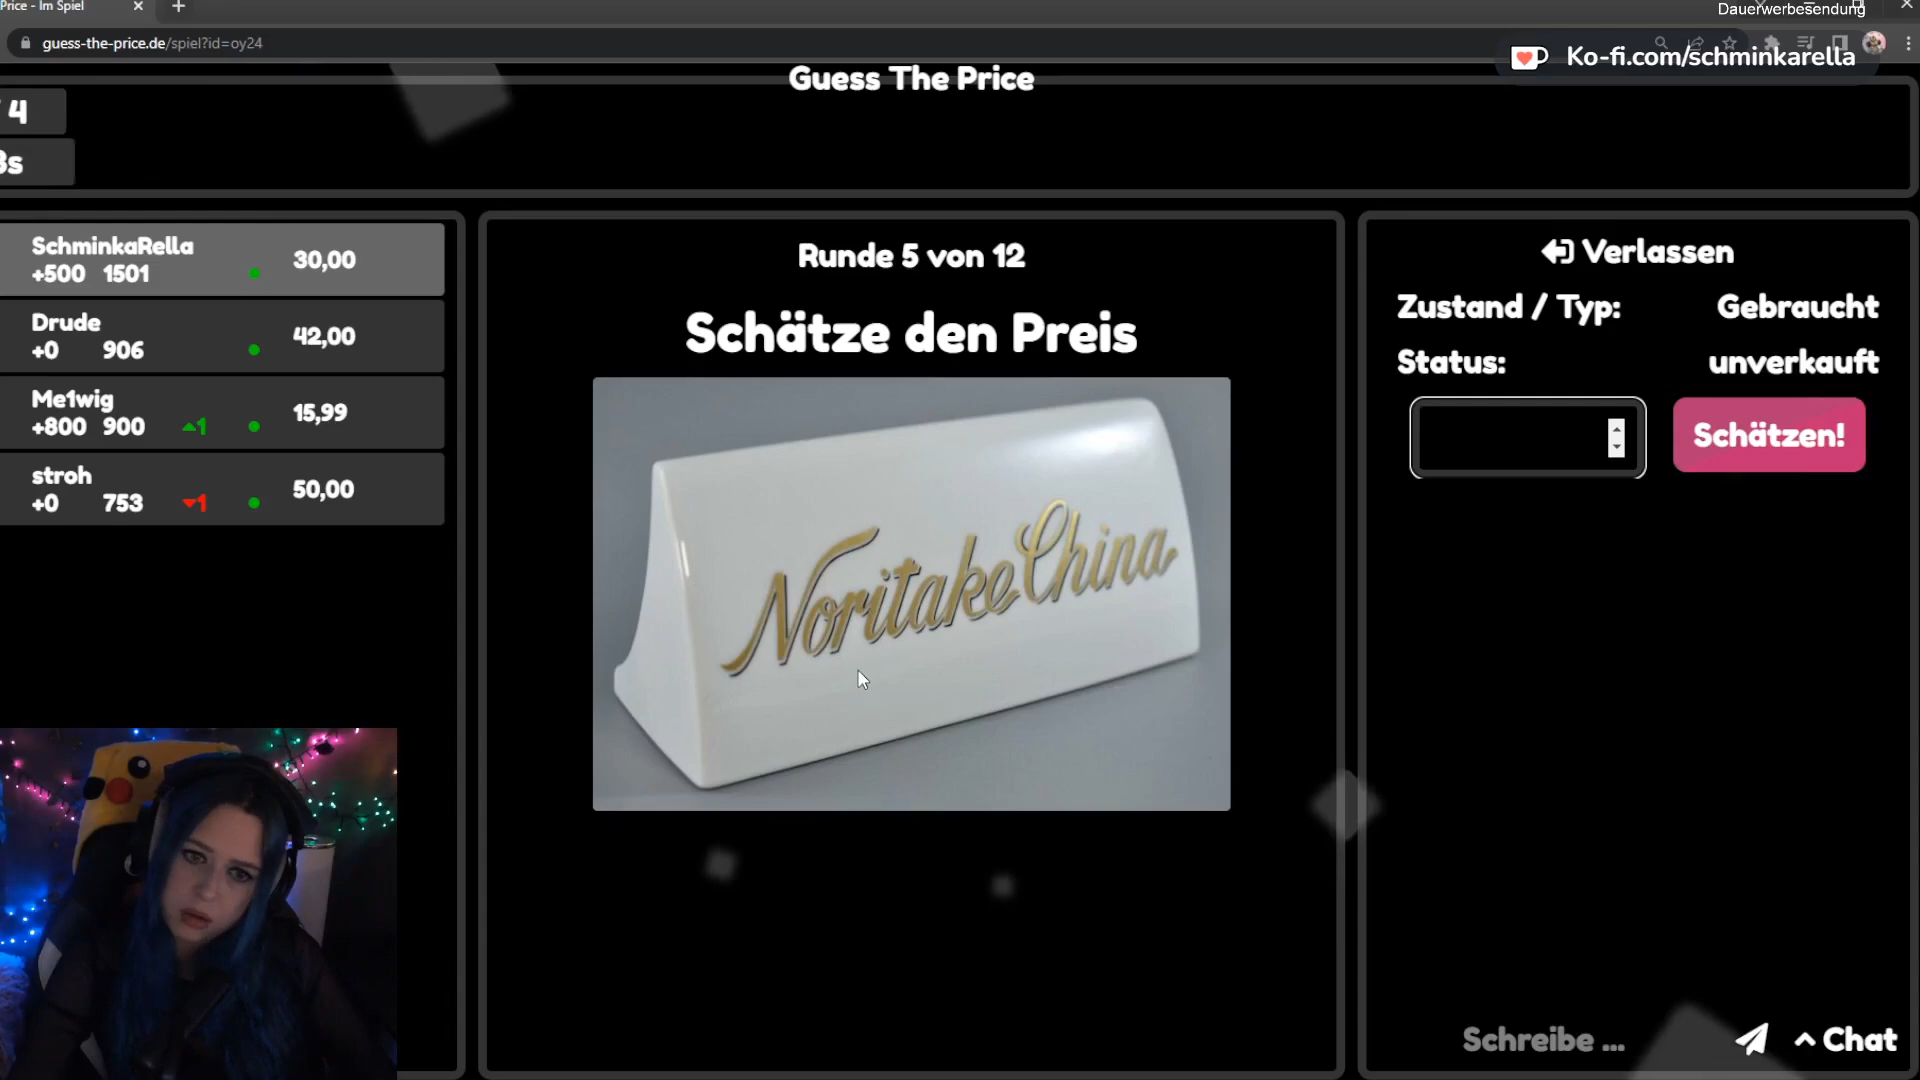 Price - Im Spiel
Dauerwerbesendung
guess-the-price.de/spiel?id=oy24
Ko-fi.com/schminkarella
Guess The Price
4
3s
SchminkaRella
+500 1501 30,00
Drude
+0 906 42,00
Me1wig
+800 900 1 15,99
stroh
+0 753 1 50,00
Runde 5 von 12
Schätze den Preis
Noritake China
Verlassen
Zustand / Typ: Gebraucht
Status: unverkauft
Schätzen!
Schreibe ...
Chat